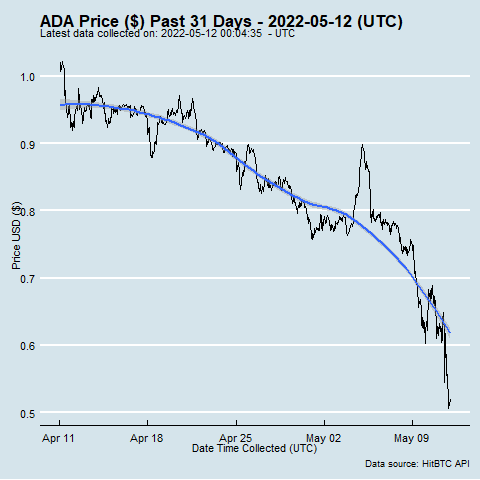 ADA Price ($) Past 31 Days - 2022-05-12 (UTC)
Latest data collected on: 2022-05-12 00:04:35  - UTC
1.0
0.9
0.8
0.7
0.6
0.5
Price USD ($)
Apr 11 Apr 18 Apr 25 May 02 May 09
Date Time Collected (UTC)
Data source: HitBTC API